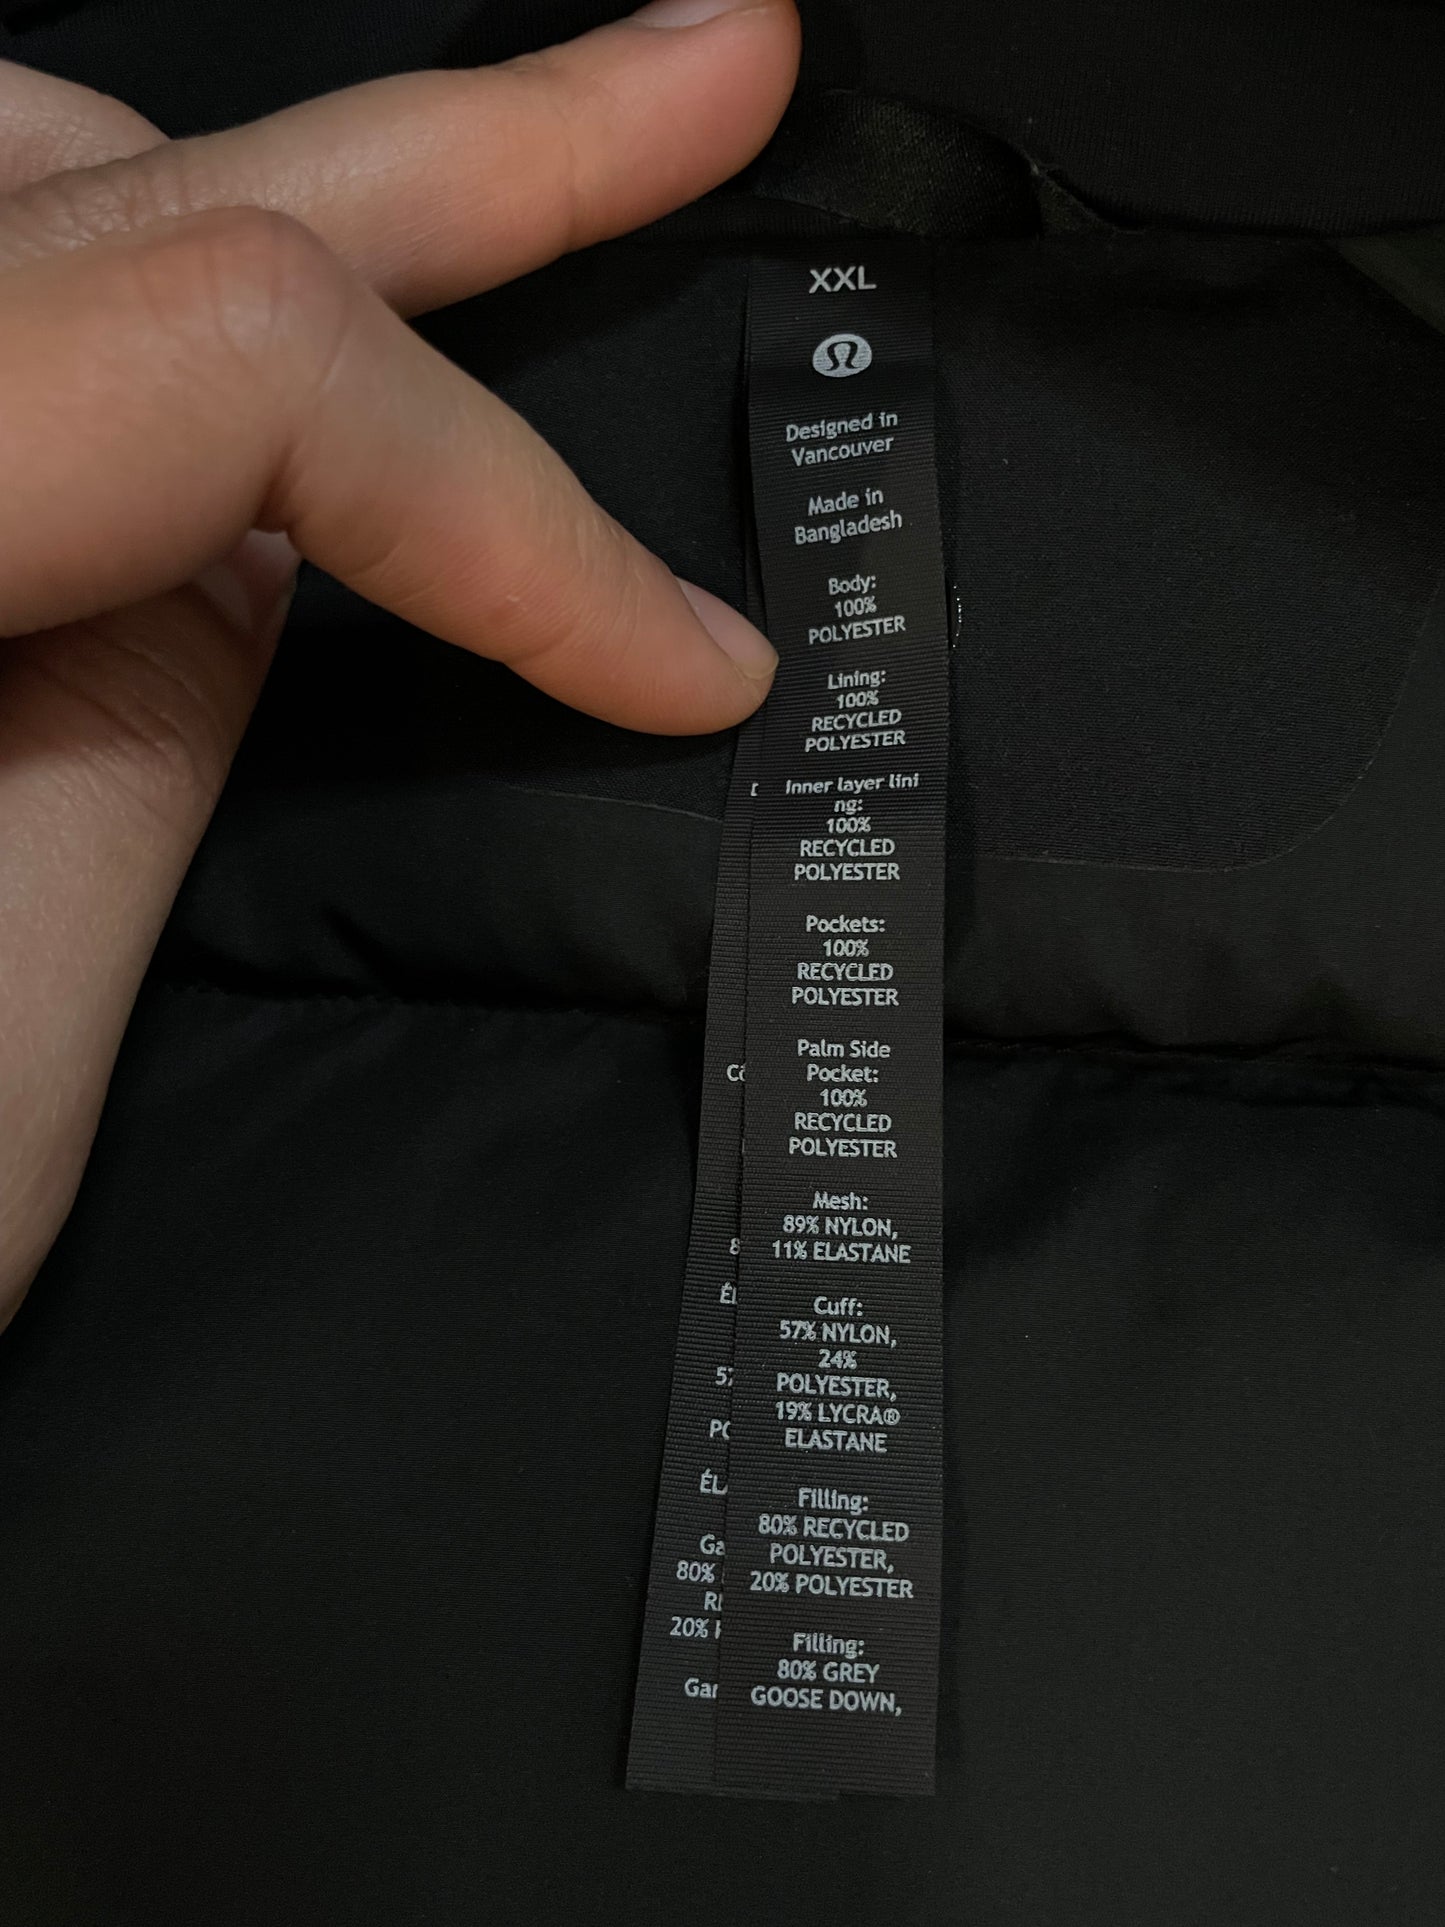 XXL
Designed in
Vancouver
Made in
Bangladesh
Body:
100%
POLYESTER
Lining:
100%
RECYCLED
POLYESTER
Inner layer lini
ng:
100%
RECYCLED
POLYESTER
Pockets:
100%
RECYCLED
POLYESTER
Palm Side
Pocket:
100%
RECYCLED
POLYESTER
Mesh:
89% NYLON,
11% ELASTANE
Cuff:
57% NYLON,
24%
POLYESTER,
19% LYCRA®
ELASTANE
Filling:
80% RECYCLED
POLYESTER,
20% POLYESTER
Filling:
80% GREY
GOOSE DOWN,
80%
20%